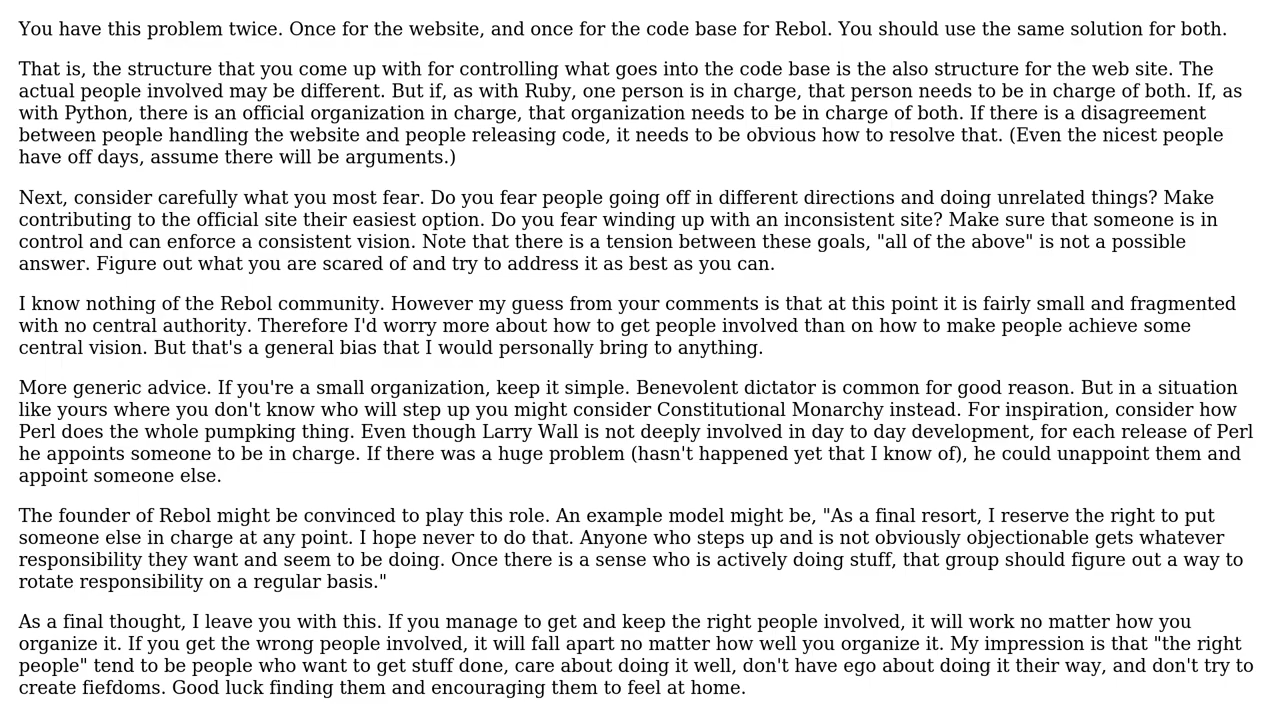 You have this problem twice. Once for the website, and once for the code base for Rebol. You should use the same solution for both.
That is, the structure that you come up with for controlling what goes into the code base is the also structure for the web site. The
actual people involved may be different. But if, as with Ruby, one person is in charge, that person needs to be in charge of both. If, as
with Python, there is an official organization in charge, that organization needs to be in charge of both. If there is a disagreement
between people handling the website and people releasing code, it needs to be obvious how to resolve that. (Even the nicest people
have off days, assume there will be arguments.)
Next, consider carefully what you most fear. Do you fear people going off in different directions and doing unrelated things? Make
contributing to the official site their easiest option. Do you fear winding up with an inconsistent site? Make sure that someone is in
control and can enforce a consistent vision. Note that there is a tension between these goals, "all of the above" is not a possible
answer. Figure out what you are scared of and try to address it as best as you can.
I know nothing of the Rebol community. However my guess from your comments is that at this point it is fairly small and fragmented
with no central authority. Therefore I'd worry more about how to get people involved than on how to make people achieve some
central vision. But that's a general bias that I would personally bring to anything.
More generic advice. If you're a small organization, keep it simple. Benevolent dictator is common for good reason. But in a situation
like yours where you don't know who will step up you might consider Constitutional Monarchy instead. For inspiration, consider how
Perl does the whole pumpking thing. Even though Larry Wall is not deeply involved in day to day development, for each release of Perl
he appoints someone to be in charge. If there was a huge problem (hasn't happened yet that I know of), he could unappoint them and
appoint someone else.
The founder of Rebol might be convinced to play this role. An example model might be, "As a final resort, I reserve the right to put
someone else in charge at any point. I hope never to do that. Anyone who steps up and is not obviously objectionable gets whatever
responsibility they want and seem to be doing. Once there is a sense who is actively doing stuff, that group should figure out a way to
rotate responsibility on a regular basis."
As a final thought, I leave you with this. If you manage to get and keep the right people involved, it will work no matter how you
organize it. If you get the wrong people involved, it will fall apart no matter how well you organize it. My impression is that "the right
people" tend to be people who want to get stuff done, care about doing it well, don't have ego about doing it their way, and don't try to
create fiefdoms. Good luck finding them and encouraging them to feel at home.